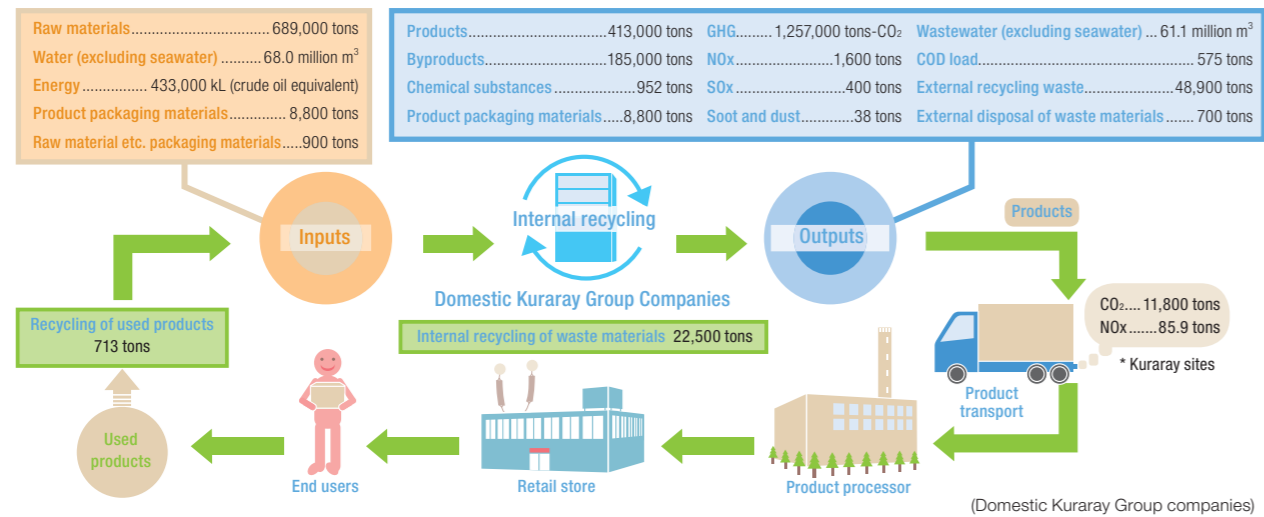 Raw materials................................ 689,000 tons
Water (excluding seawater) ......... 68.0 million m³
Energy ............... 433,000 kL (crude oil equivalent)
Product packaging materials............. 8,800 tons
Raw material etc. packaging materials.....900 tons
Products................................413,000 tons
Byproducts............................185,000 tons
Chemical substances ...................952 tons
Product packaging materials.....8,800 tons
GHG......... 1,257,000 tons-CO₂
NOx.............................1,600 tons
SOx................................400 tons
Soot and dust............38 tons
Wastewater (excluding seawater) ... 61.1 million m³
COD load....................................................575 tons
External recycling waste.....................48,900 tons
External disposal of waste materials ....... 700 tons
Inputs
Internal recycling
Outputs
Products
Domestic Kuraray Group Companies
Internal recycling of waste materials 22,500 tons
Recycling of used products
713 tons
CO₂.... 11,800 tons
NOx.......85.9 tons
* Kuraray sites
Product
transport
Used
products
End users
Retail store
Product processor
(Domestic Kuraray Group companies)